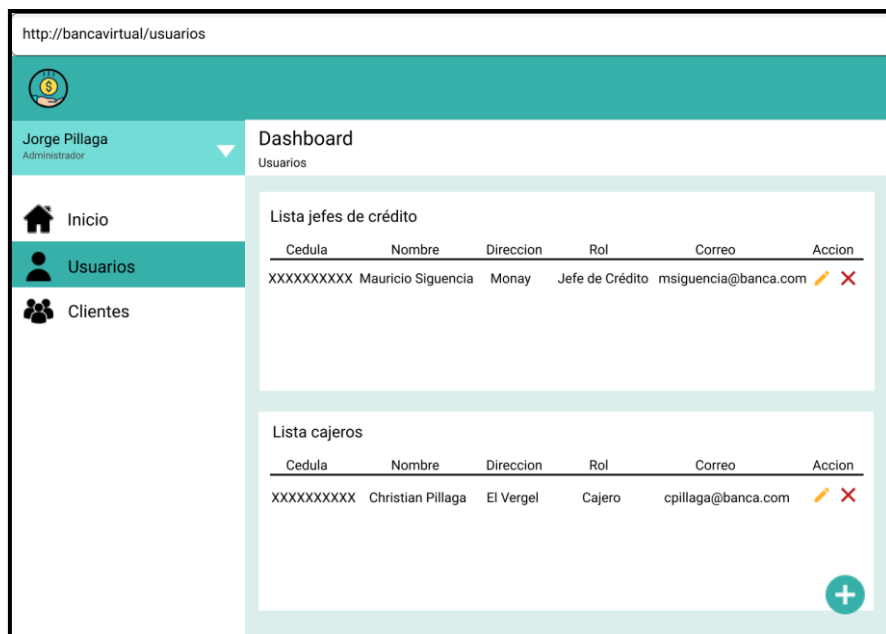 http://bancavirtual/usuarios
$
Jorge Pillaga
Administrador
Dashboard
Usuarios
Inicio
Usuarios
Clientes
Lista jefes de crédito
Cedula Nombre Direccion Rol Correo Accion
XXXXXXXXXX Mauricio Siguencia Monay Jefe de Crédito msiguencia@banca.com
Lista cajeros
Cedula Nombre Direccion Rol Correo Accion
XXXXXXXXXX Christian Pillaga El Vergel Cajero cpillaga@banca.com